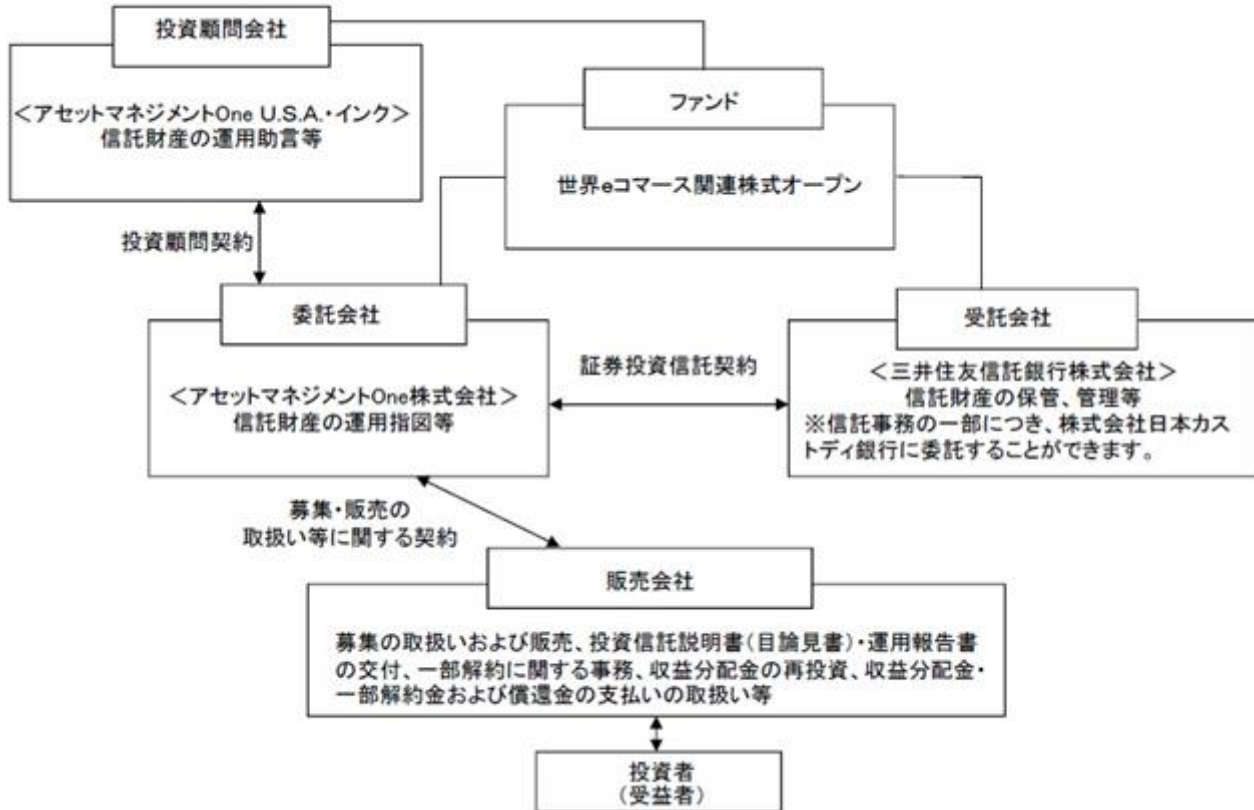 投資顧問会社
<アセットマネジメントOne U.S.A.・インク>
信託財産の運用助言等
ファンド
世界eコマース関連株式オープン
投資顧問契約
委託会社
<アセットマネジメントOne株式会社>
信託財産の運用指図等
証券投資信託契約
受託会社
<三井住友信託銀行株式会社>
信託財産の保管、管理等
※信託事務の一部につき、株式会社日本カス
トディ銀行に委託することができます。
募集・販売の
取扱い等に関する契約
販売会社
募集の取扱いおよび販売、投資信託説明書(目論見書)・運用報告書
の交付、一部解約に関する事務、収益分配金の再投資、収益分配金・
一部解約金および償還金の支払いの取扱い等
投資者
(受益者)